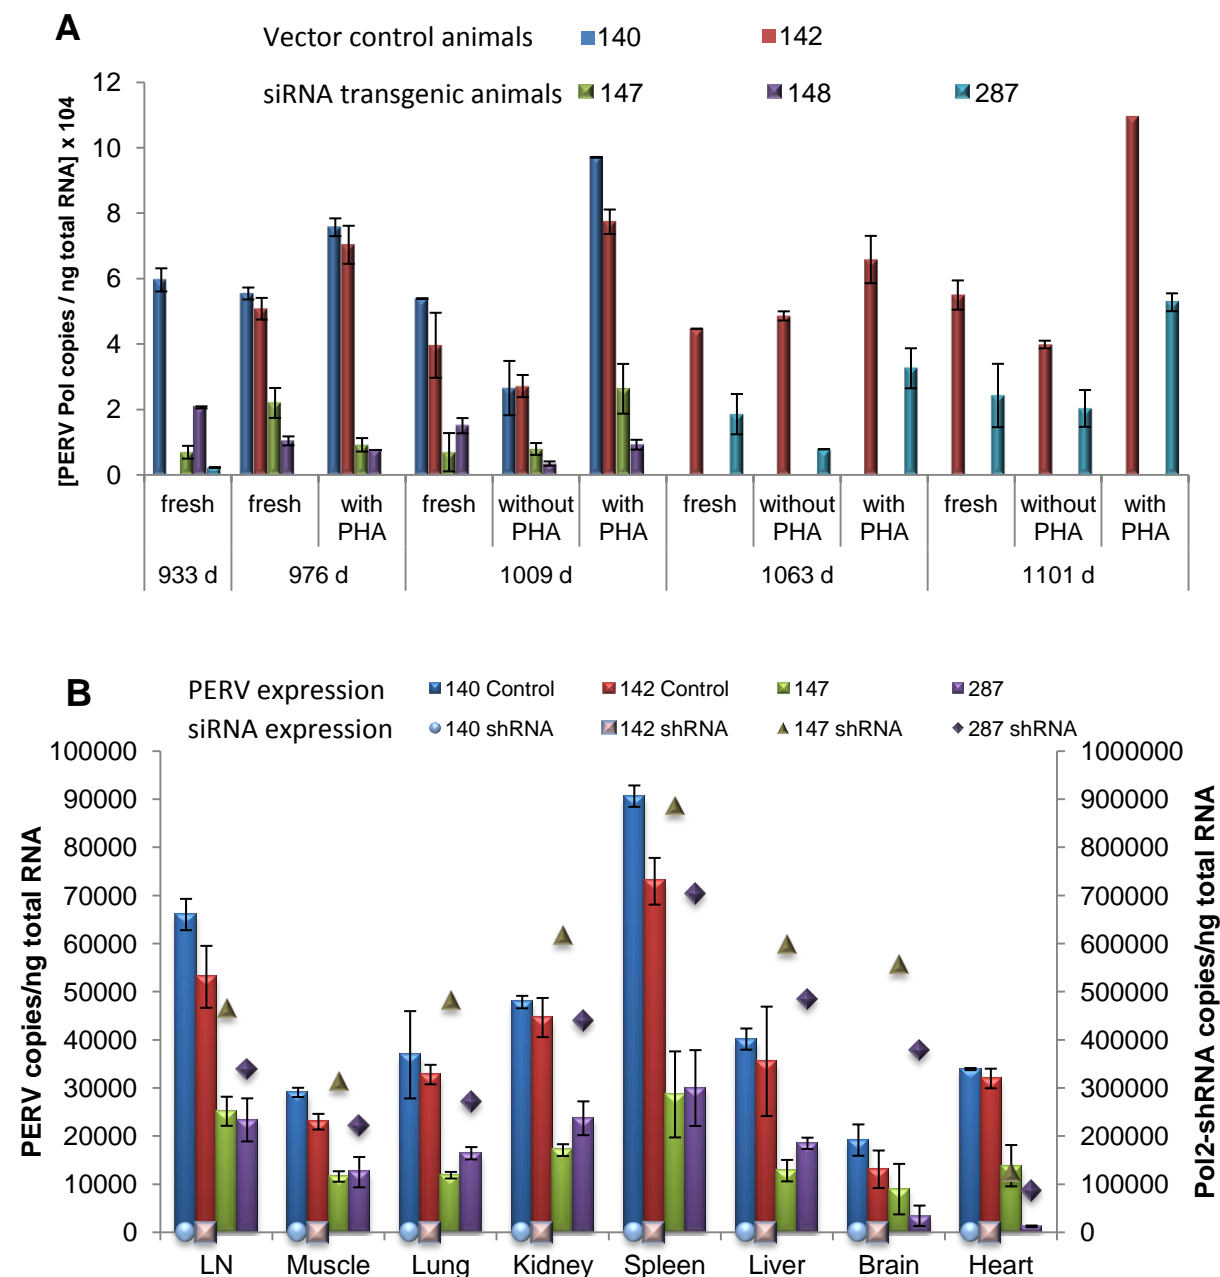 A
Vector control animals 140 142
siRNA transgenic animals 147 148 287
[PERV Pol copies / ng total RNA] x 104
12
10
8
6
4
2
0
fresh fresh with PHA fresh without PHA with PHA fresh without PHA with PHA fresh without PHA with PHA
933 d 976 d 1009 d 1063 d 1101 d
B
PERV expression 140 Control 142 Control 147 287
siRNA expression 140 shRNA 142 shRNA 147 shRNA 287 shRNA
PERV copies/ng total RNA
100000
90000
80000
70000
60000
50000
40000
30000
20000
10000
0
1000000
900000
800000
700000
600000
500000
400000
300000
200000
100000
0
Pol2-shRNA copies/ng total RNA
LN Muscle Lung Kidney Spleen Liver Brain Heart